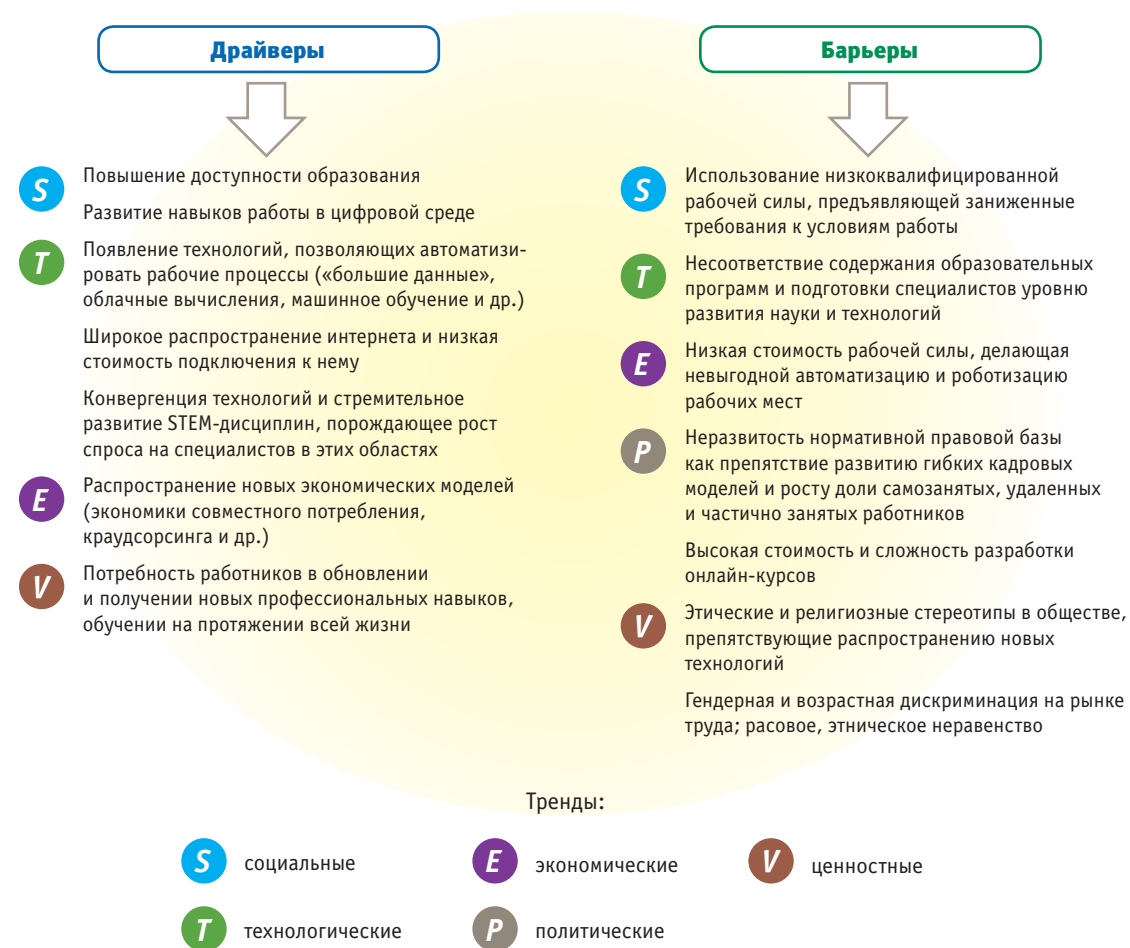 Драйверы
S
Повышение доступности образования
Развитие навыков работы в цифровой среде
T
Появление технологий, позволяющих автоматизи-
ровать рабочие процессы («большие данные»,
облачные вычисления, машинное обучение и др.)
Широкое распространение интернета и низкая
стоимость подключения к нему
Конвергенция технологий и стремительное
развитие STEM-дисциплин, порождающее рост
спроса на специалистов в этих областях
E
Распространение новых экономических моделей
(экономики совместного потребления,
краудсорсинга и др.)
V
Потребность работников в обновлении
и получении новых профессиональных навыков,
обучении на протяжении всей жизни
Барьеры
S
Использование низкоквалифицированной
рабочей силы, предъявляющей заниженные
требования к условиям работы
T
Несоответствие содержания образовательных
программ и подготовки специалистов уровню
развития науки и технологий
E
Низкая стоимость рабочей силы, делающая
невыгодной автоматизацию и роботизацию
рабочих мест
P
Неразвитость нормативной правовой базы
как препятствие развитию гибких кадровых
моделей и росту доли самозанятых, удаленных
и частично занятых работников
Высокая стоимость и сложность разработки
онлайн-курсов
V
Этические и религиозные стереотипы в обществе,
препятствующие распространению новых
технологий
Гендерная и возрастная дискриминация на рынке
труда; расовое, этническое неравенство
Тренды:
S социальные
E экономические
V ценностные
T технологические
P политические